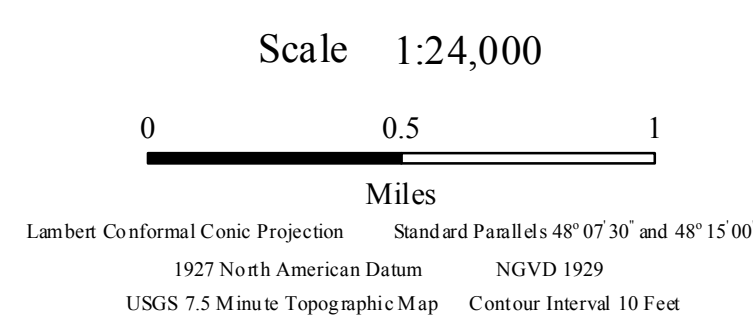 Scale 1:24,000
0 0.5 1
Miles
Lambert Conformal Conic Projection Standard Parallels 48° 07' 30" and 48° 15' 00'
1927 North American Datum NGVD 1929
USGS 7.5 Minute Topographic Map Contour Interval 10 Feet